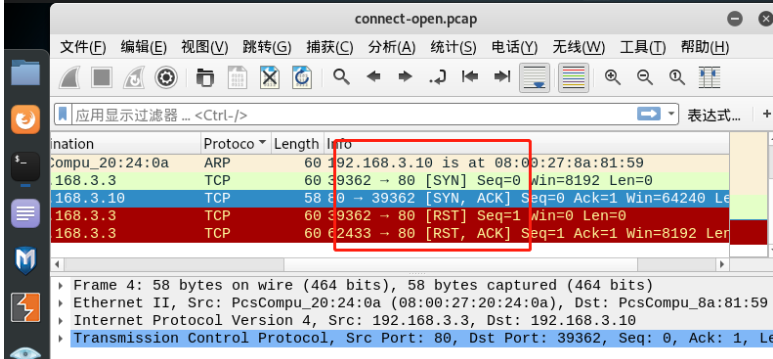 connect-open.pcap
文件(F) 编辑(E) 视图(V) 跳转(G) 捕获(C) 分析(A) 统计(S) 电话(Y) 无线(W) 工具(T) 帮助(H)
应用显示过滤器 … <Ctrl-/> 表达式… +
ination Protoco Length Info
Compu_20:24:0a ARP 60 192.168.3.10 is at 08:00:27:8a:81:59
.168.3.3 TCP 60 39362 → 80 [SYN] Seq=0 Win=8192 Len=0
.168.3.10 TCP 58 80 → 39362 [SYN, ACK] Seq=0 Ack=1 Win=64240 Le
.168.3.3 TCP 60 39362 → 80 [RST] Seq=1 Win=0 Len=0
.168.3.3 TCP 60 62433 → 80 [RST, ACK] Seq=1 Ack=1 Win=8192 Len
Frame 4: 58 bytes on wire (464 bits), 58 bytes captured (464 bits)
Ethernet II, Src: PcsCompu_20:24:0a (08:00:27:20:24:0a), Dst: PcsCompu_8a:81:59
Internet Protocol Version 4, Src: 192.168.3.3, Dst: 192.168.3.10
Transmission Control Protocol, Src Port: 80, Dst Port: 39362, Seq: 0, Ack: 1, Le